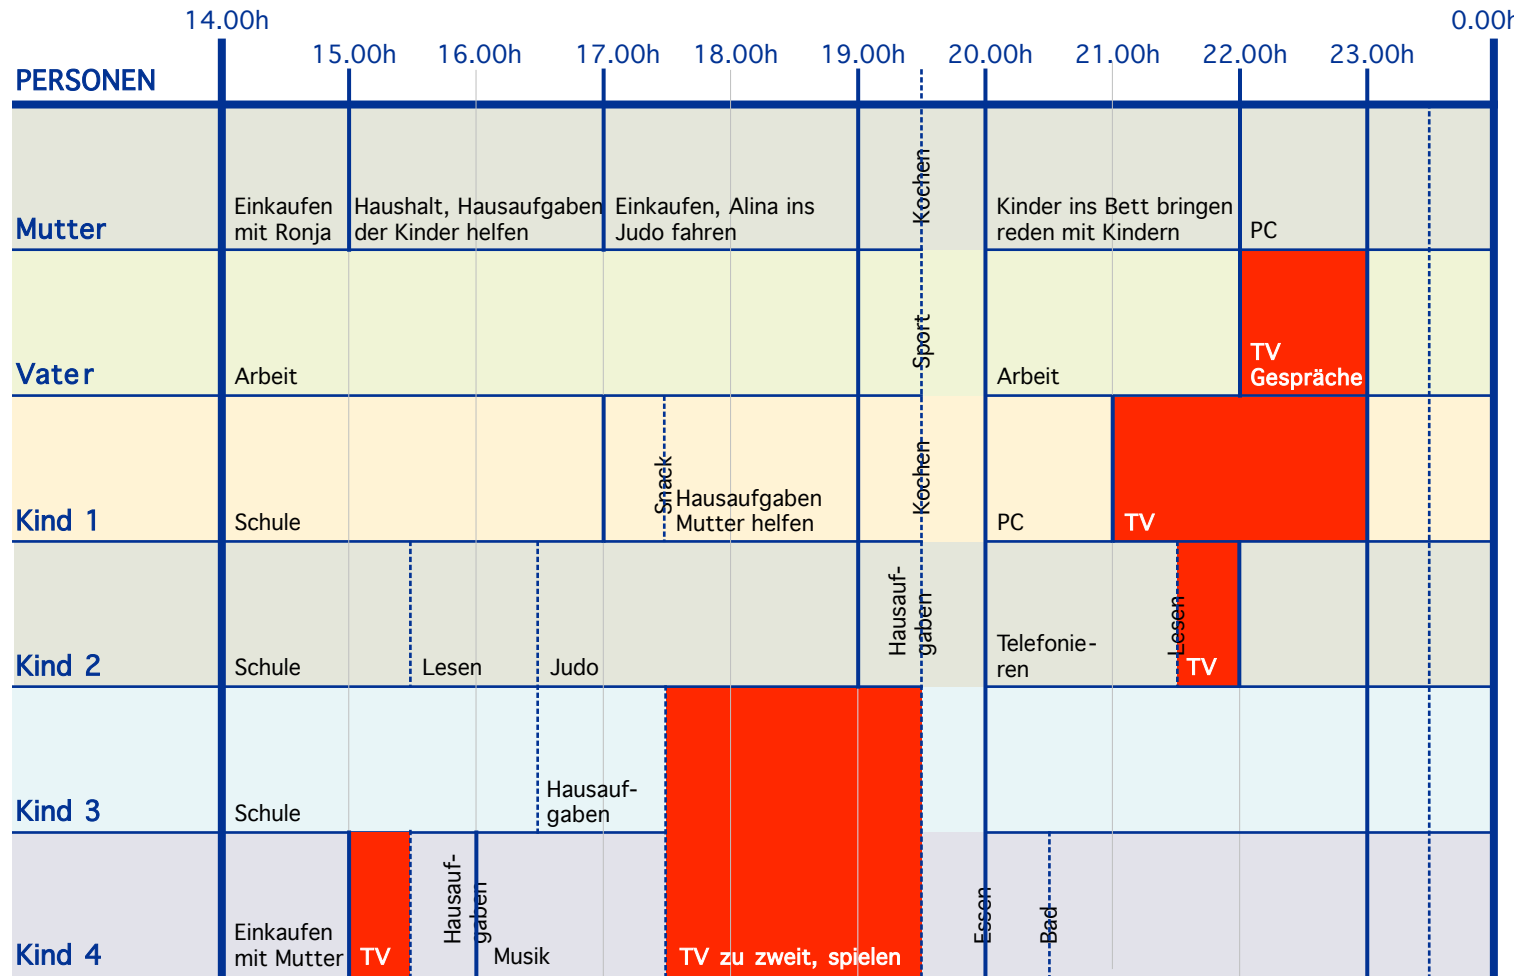 14.00h
0.00h
15.00h
16.00h
17.00h
18.00h
19.00h
20.00h
21.00h
22.00h
23.00h
PERSONEN
Mutter
Einkaufen
mit Ronja
Haushalt, Hausaufgaben
der Kinder helfen
Einkaufen, Alina ins
Judo fahren
Kochen
Kinder ins Bett bringen
reden mit Kindern
PC
Vater
Arbeit
Sport
Arbeit
TV
Gespräche
Kind 1
Schule
Snack
Hausaufgaben
Mutter helfen
Kochen
PC
TV
Kind 2
Schule
Lesen
Judo
Hausauf-
gaben
Telefonie-
ren
Lesen
TV
Kind 3
Schule
Hausauf-
gaben
Kind 4
Einkaufen
mit Mutter
TV
Hausauf-
gaben
Musik
TV zu zweit, spielen
Essen
Bad